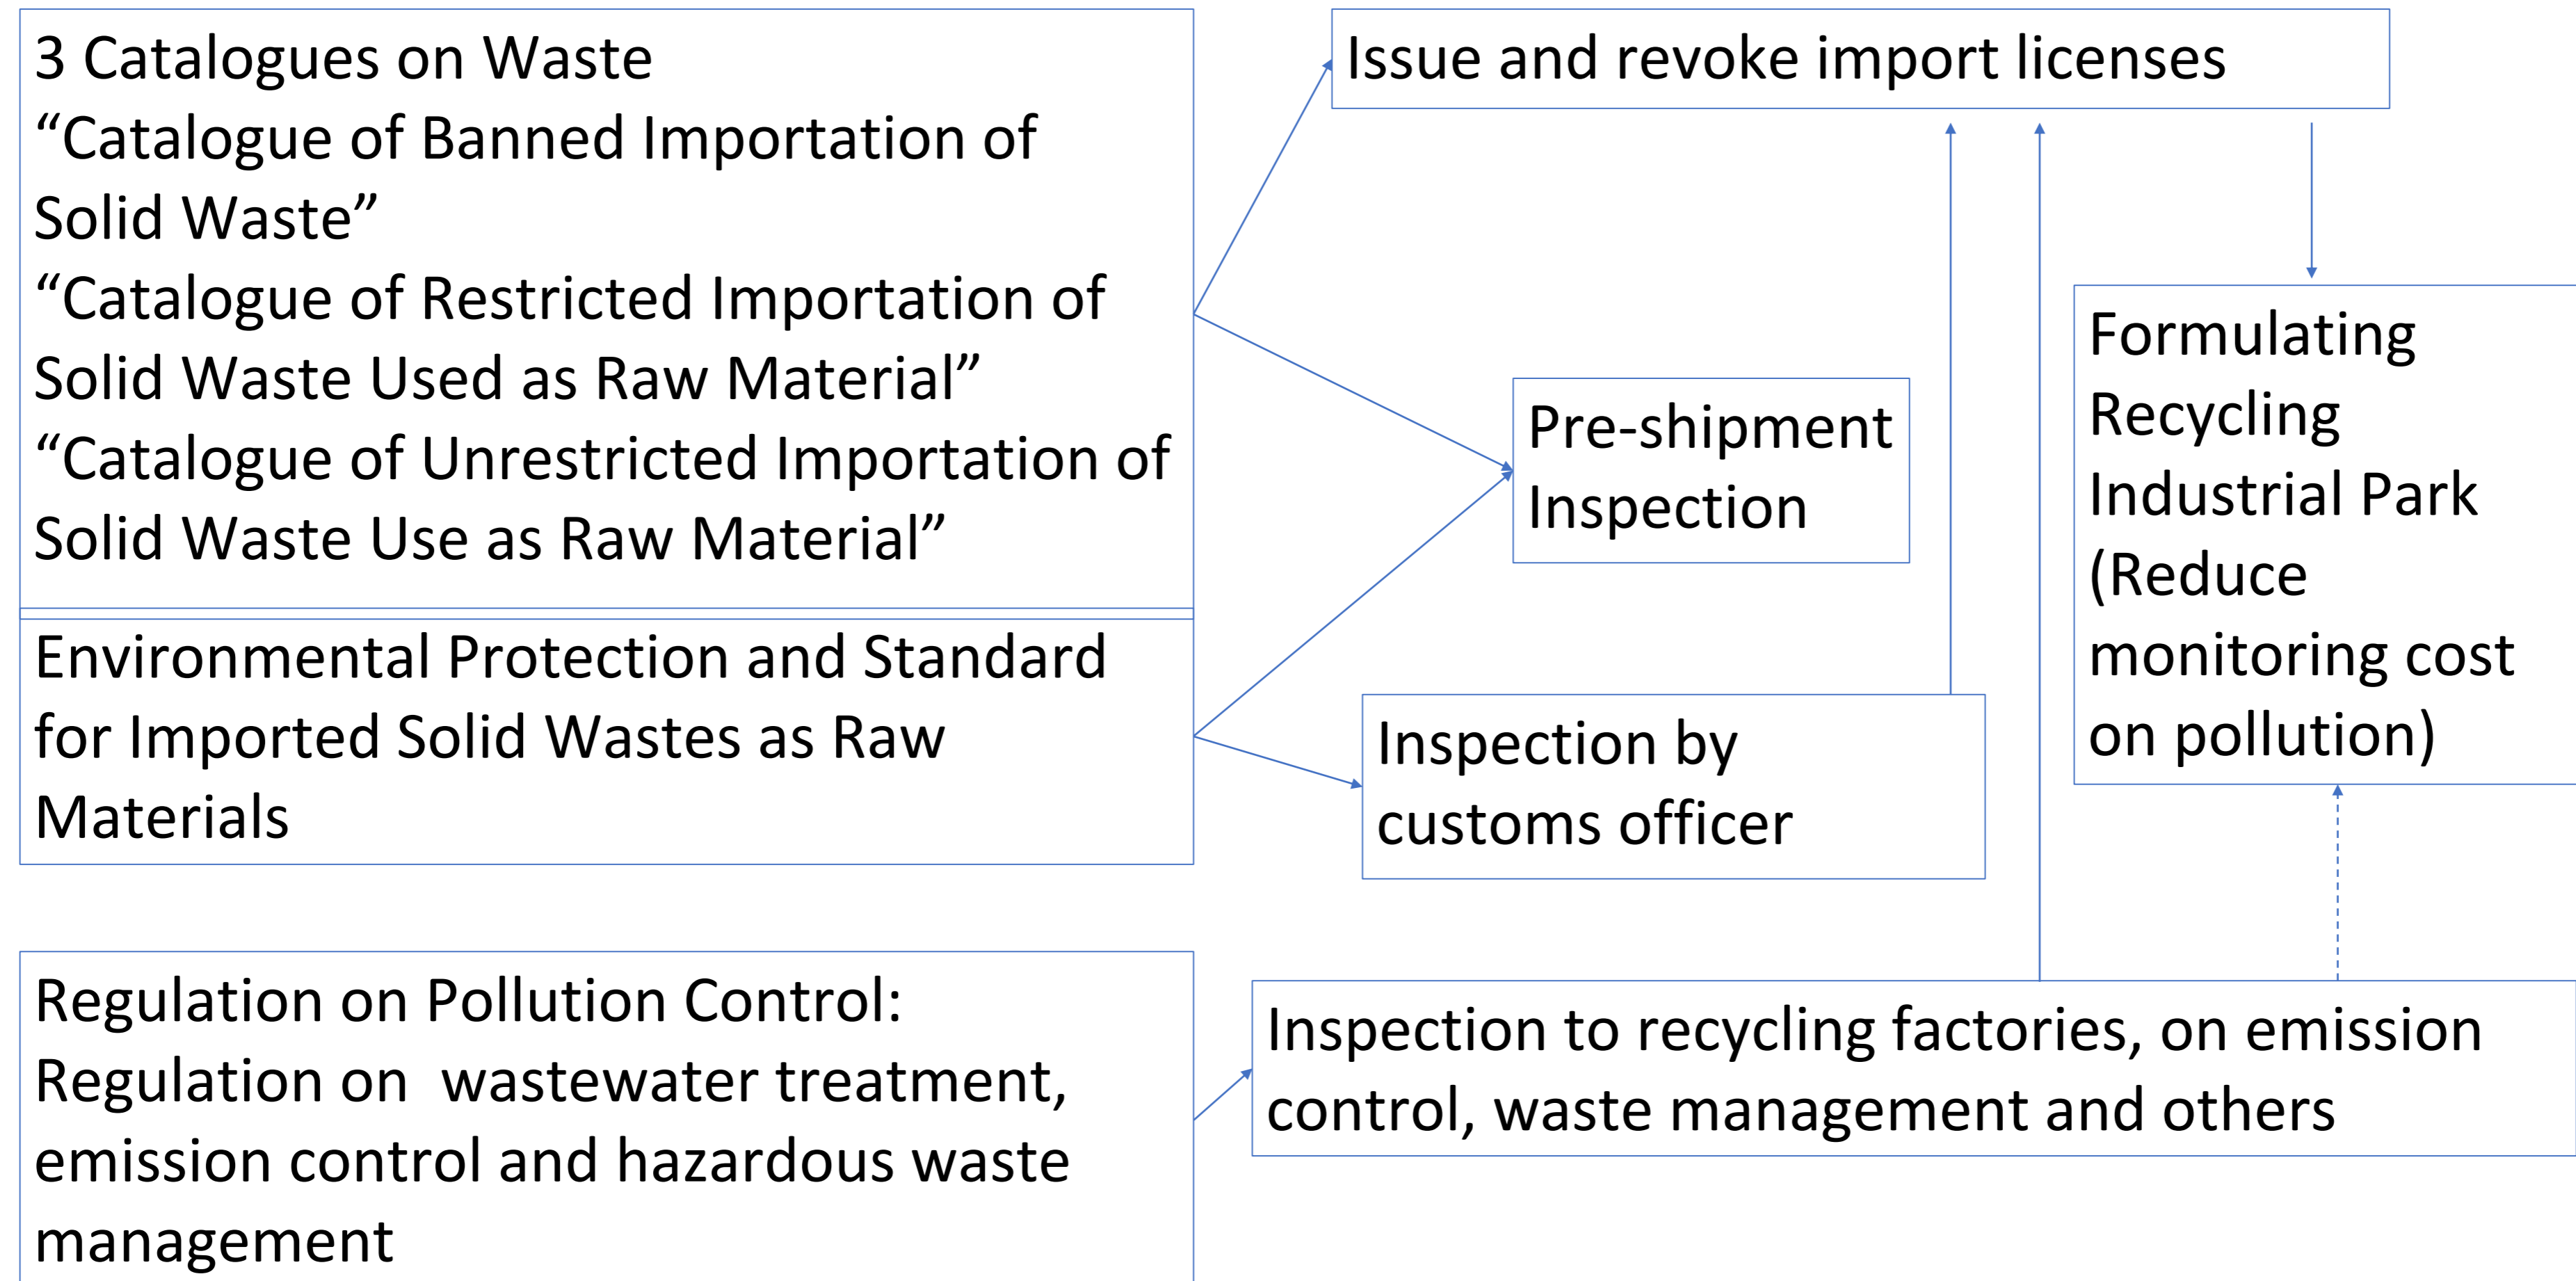 3 Catalogues on Waste
“Catalogue of Banned Importation of
Solid Waste”
“Catalogue of Restricted Importation of
Solid Waste Used as Raw Material”
“Catalogue of Unrestricted Importation of
Solid Waste Use as Raw Material”
Environmental Protection and Standard
for Imported Solid Wastes as Raw
Materials
Regulation on Pollution Control:
Regulation on  wastewater treatment,
emission control and hazardous waste
management
Issue and revoke import licenses
Pre-shipment
Inspection
Inspection by
customs officer
Formulating
Recycling
Industrial Park
(Reduce
monitoring cost
on pollution)
Inspection to recycling factories, on emission
control, waste management and others